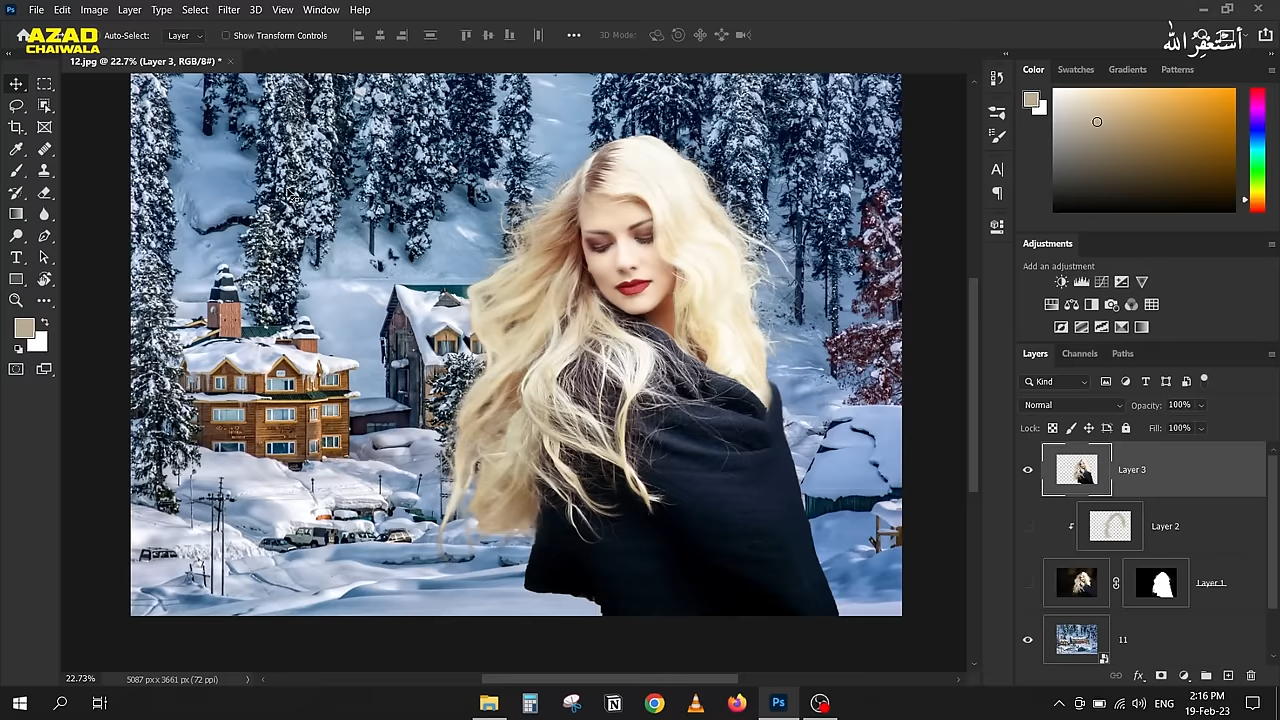 Ps File Edit Image Layer Type Select Filter 3D View Window Help
AZAD
CHAIWALA
Auto-Select: Layer Show Transform Controls ••• 3D Mode:
أستغفر الله
12.jpg @ 22.7% (Layer 3, RGB/8#) *
Color Swatches Gradients Patterns
Adjustments
Add an adjustment
Layers Channels Paths
Kind
Normal Opacity: 100%
Lock: Fill: 100%
Layer 3
Layer 2
Layer 1
11
22.73% 5087 px x 3661 px (72 ppi)
fx
Ps ENG 2:16 PM
19-Feb-23